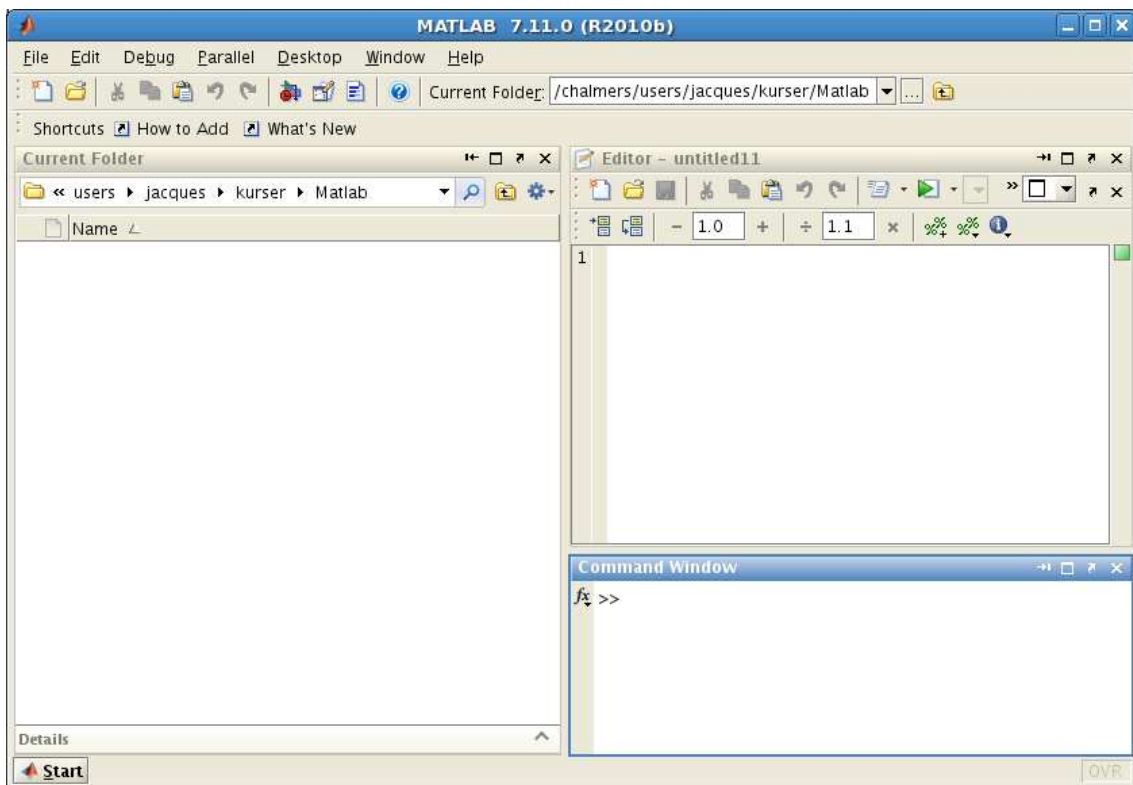 MATLAB 7.11.0 (R2010b)
File Edit Debug Parallel Desktop Window Help
Current Folder: /chalmers/users/jacques/kurser/Matlab ...
Shortcuts How to Add What's New
Current Folder
« users jacques kurser Matlab
Name
Editor - untitled11
»
- 1.0 + ÷ 1.1 ×
1
Command Window
fx >>
Details
Start
OVR